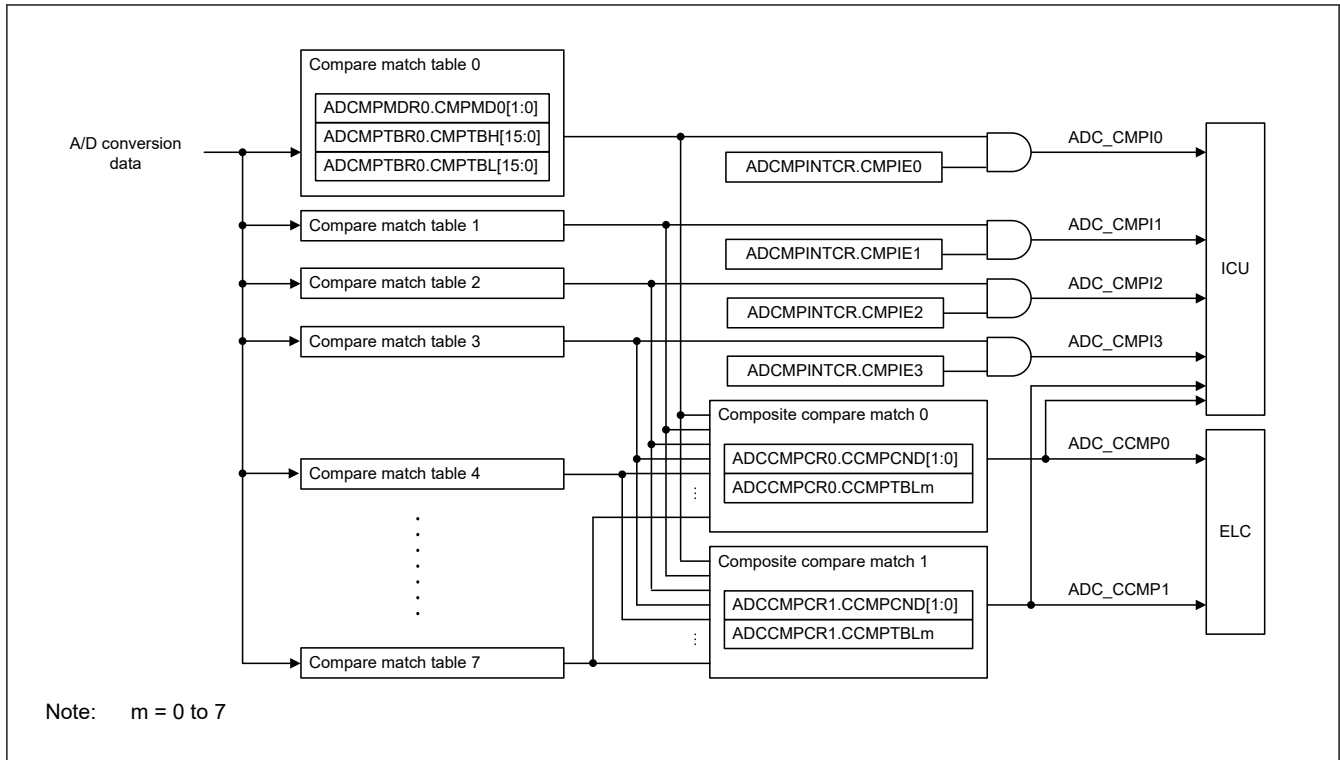 Compare match table 0
ADCMPMDR0.CMPMD0[1:0]
ADCMPTBR0.CMPTBH[15:0]
ADCMPTBR0.CMPTBL[15:0]
A/D conversion
data
ADC_CMPI0
ADCMPINTCR.CMPIE0
Compare match table 1
ADC_CMPI1
ADCMPINTCR.CMPIE1
ICU
Compare match table 2
ADC_CMPI2
ADCMPINTCR.CMPIE2
Compare match table 3
ADC_CMPI3
ADCMPINTCR.CMPIE3
Composite compare match 0
ADCCMPCR0.CCMPCND[1:0]
ADCCMPCR0.CCMPTBLm
ADC_CCMP0
Compare match table 4
ELC
Composite compare match 1
ADCCMPCR1.CCMPCND[1:0]
ADCCMPCR1.CCMPTBLm
ADC_CCMP1
Compare match table 7
Note: m = 0 to 7